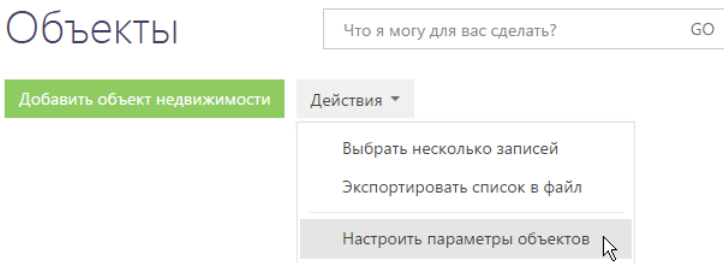 Объекты
Что я могу для вас сделать? GO
Добавить объект недвижимости Действия
Выбрать несколько записей
Экспортировать список в файл
Настроить параметры объектов